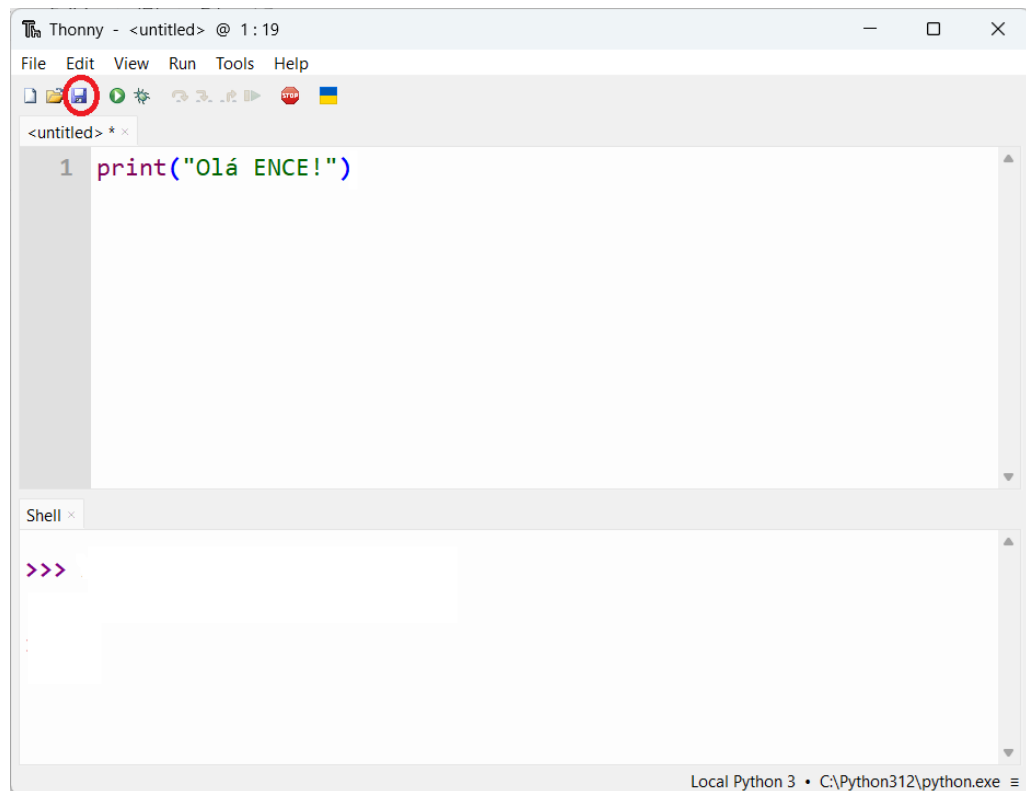 Thonny - <untitled> @ 1:19
File Edit View Run Tools Help
STOP
<untitled> * ×
1 print("Olá ENCE!")
Shell ×
>>>
Local Python 3 • C:\Python312\python.exe ≡